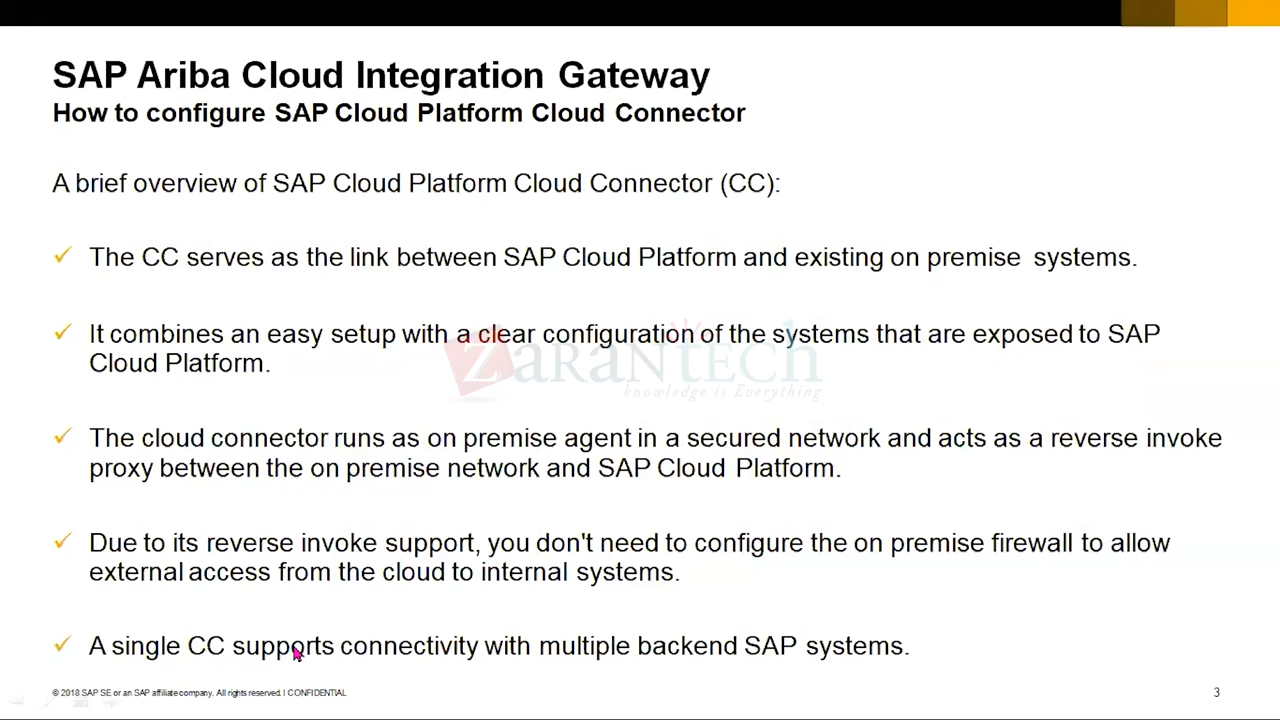 SAP Ariba Cloud Integration Gateway
How to configure SAP Cloud Platform Cloud Connector
A brief overview of SAP Cloud Platform Cloud Connector (CC):
The CC serves as the link between SAP Cloud Platform and existing on premise systems.
It combines an easy setup with a clear configuration of the systems that are exposed to SAP
Cloud Platform.
ZaranTech
knowledge is Everything
The cloud connector runs as on premise agent in a secured network and acts as a reverse invoke
proxy between the on premise network and SAP Cloud Platform.
Due to its reverse invoke support, you don't need to configure the on premise firewall to allow
external access from the cloud to internal systems.
A single CC supports connectivity with multiple backend SAP systems.
© 2018 SAP SE or an SAP affiliate company. All rights reserved. I CONFIDENTIAL
3